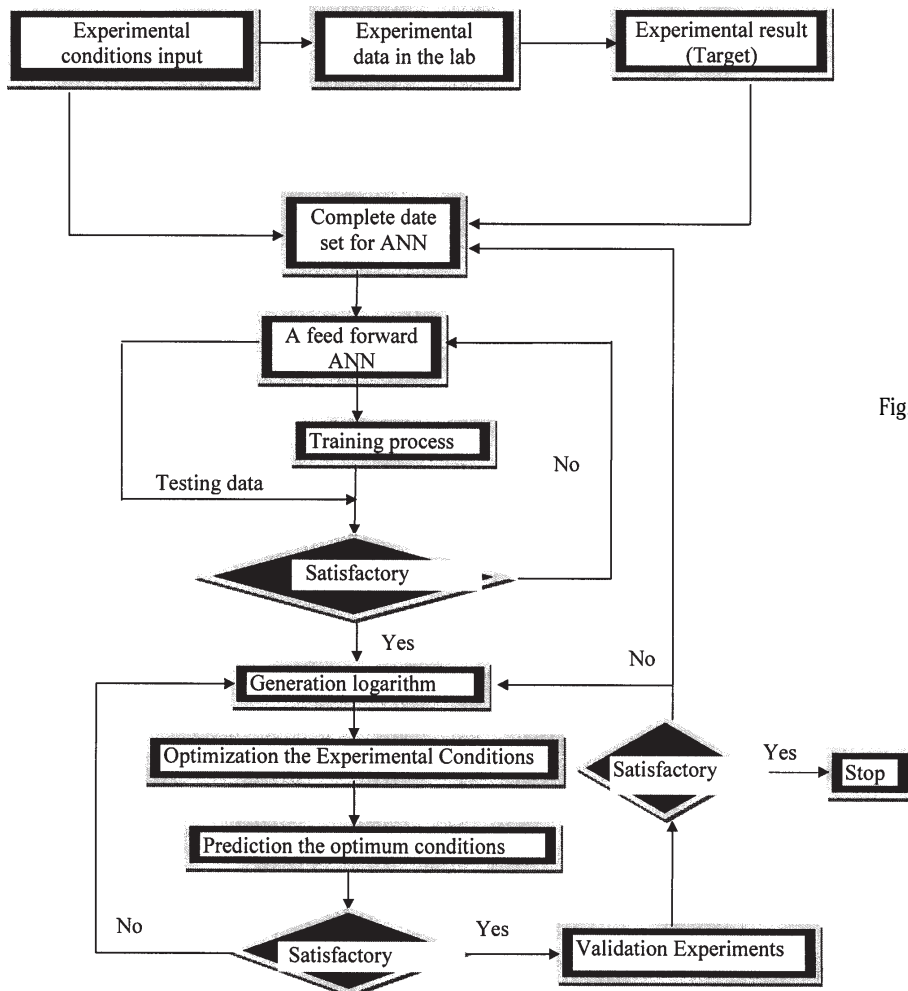 Experimental
conditions input
Experimental
data in the lab
Experimental result
(Target)
Complete date
set for ANN
A feed forward
ANN
Fig
Training process
No
Testing data
Satisfactory
Yes
No
Generation logarithm
Optimization the Experimental Conditions
Yes
Satisfactory
Stop
Prediction the optimum conditions
No
Yes
Satisfactory
Validation Experiments